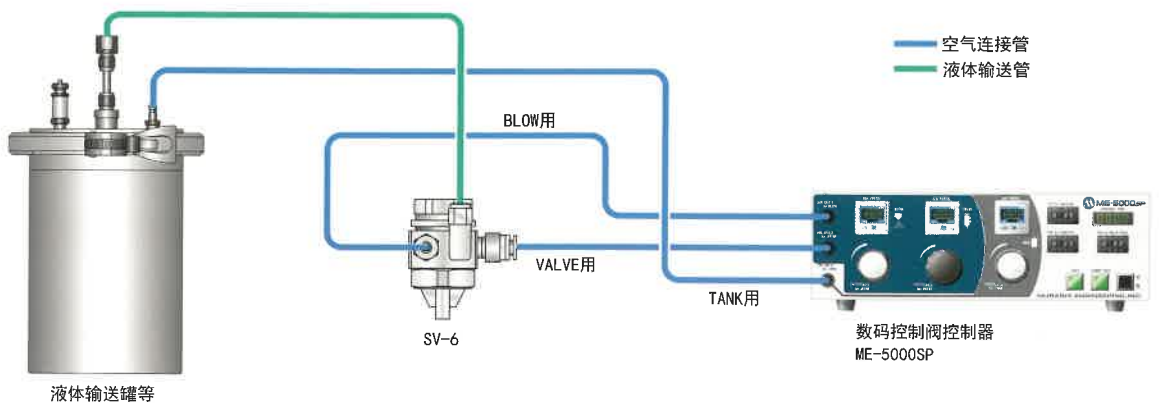 空气连接管
液体输送管
BLOW用
VALVE用
TANK用
SV-6
ME-5000SP
数码控制阀控制器
ME-5000SP
液体输送罐等